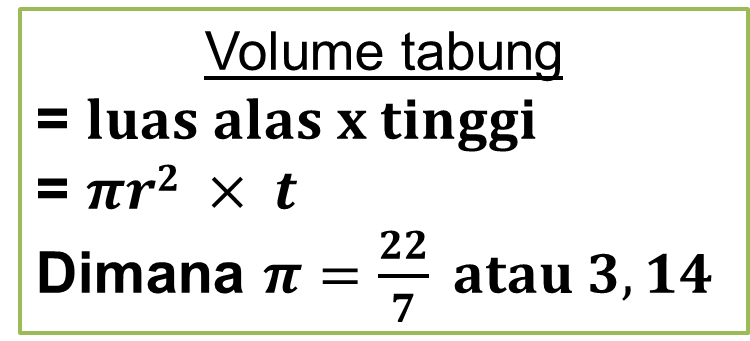 Volume tabung
= luas alas x tinggi
= πr² × t
Dimana π = 22/7 atau 3,14